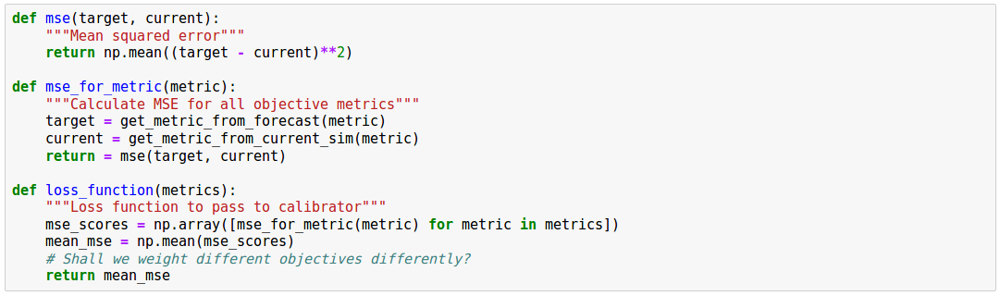 def mse(target, current):
    """Mean squared error"""
    return np.mean((target - current)**2)

def mse_for_metric(metric):
    """Calculate MSE for all objective metrics"""
    target = get_metric_from_forecast(metric)
    current = get_metric_from_current_sim(metric)
    return = mse(target, current)

def loss_function(metrics):
    """Loss function to pass to calibrator"""
    mse_scores = np.array([mse_for_metric(metric) for metric in metrics])
    mean_mse = np.mean(mse_scores)
    # Shall we weight different objectives differently?
    return mean_mse